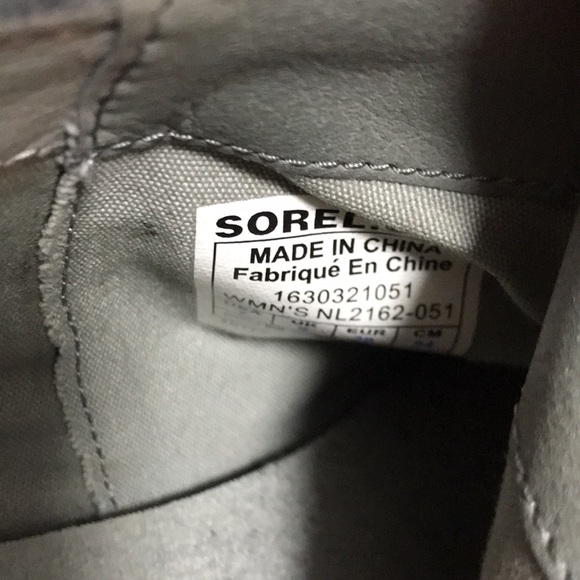 SOREL
MADE IN CHINA
Fabriqué En Chine
1630321051
WMN'S NL2162-051
EUR CM